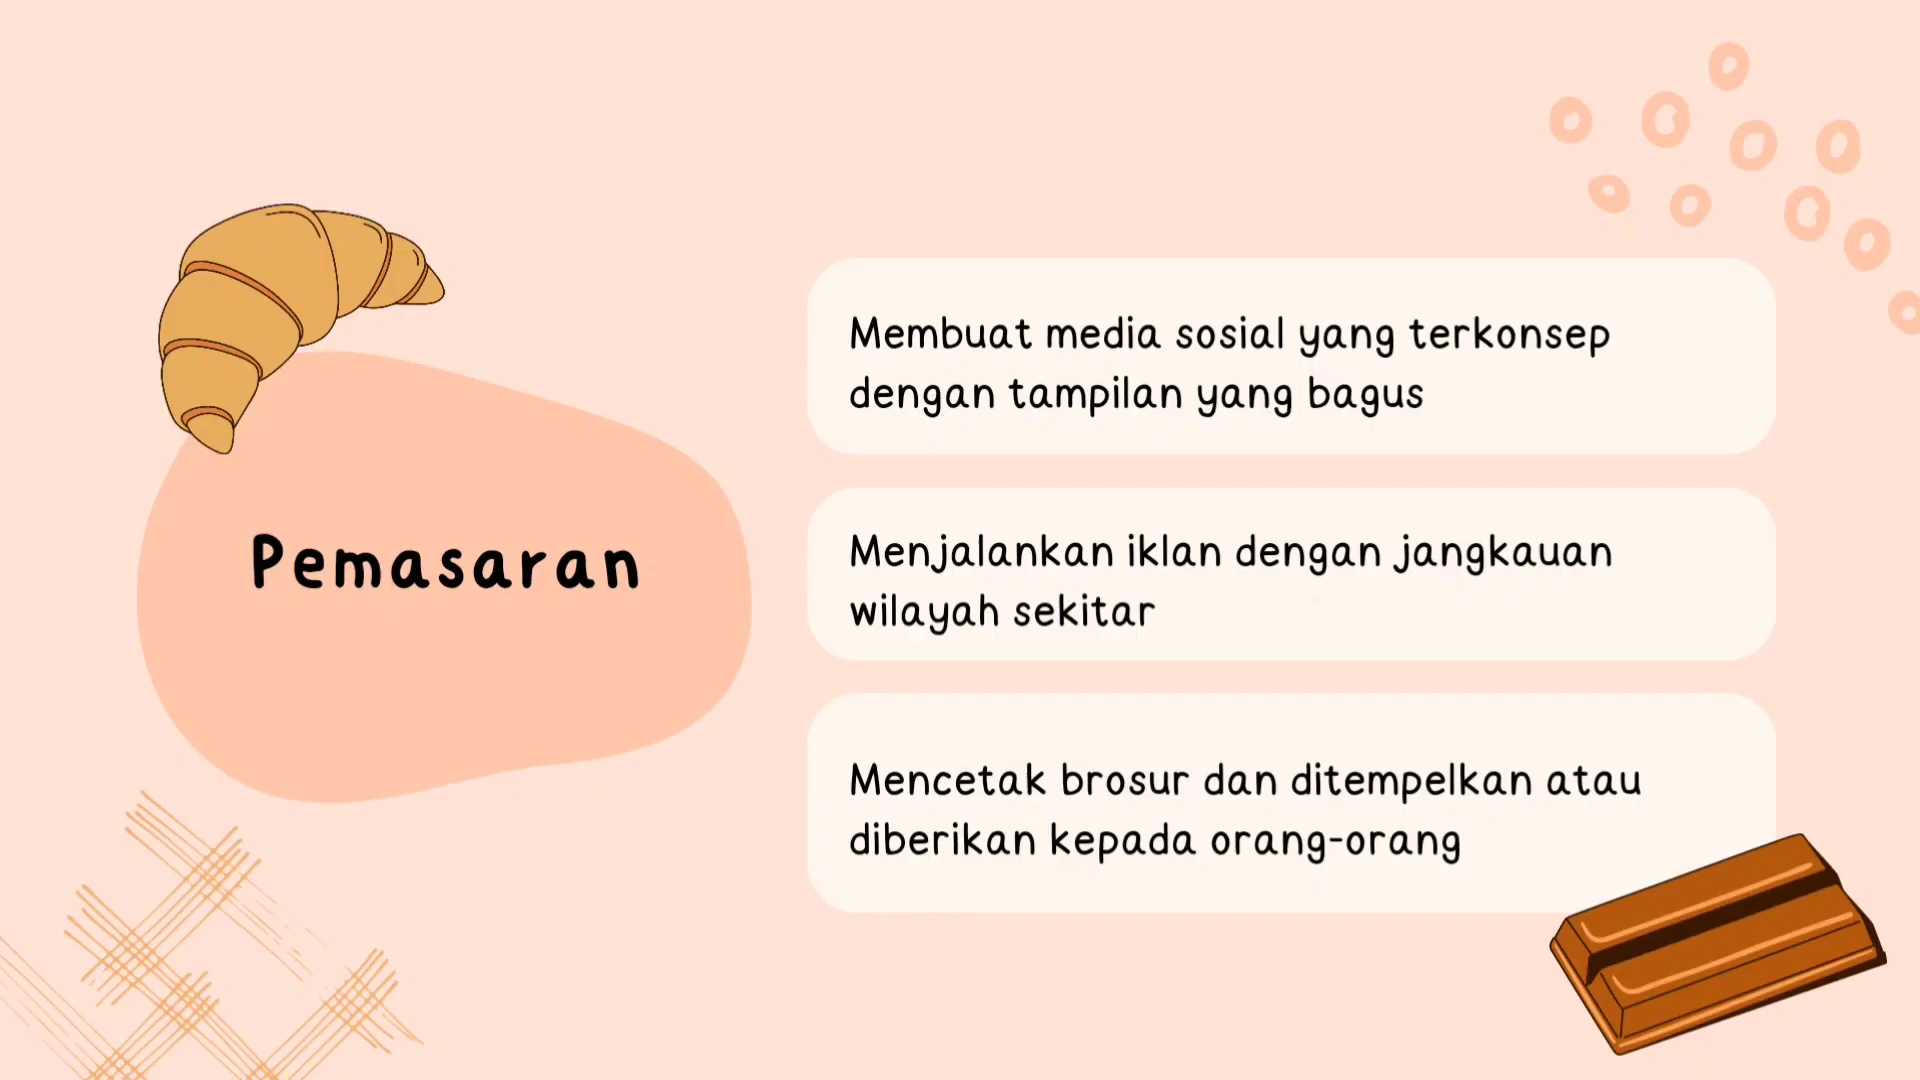 Pemasaran
Membuat media sosial yang terkonsep
dengan tampilan yang bagus
Menjalankan iklan dengan jangkauan
wilayah sekitar
Mencetak brosur dan ditempelkan atau
diberikan kepada orang-orang